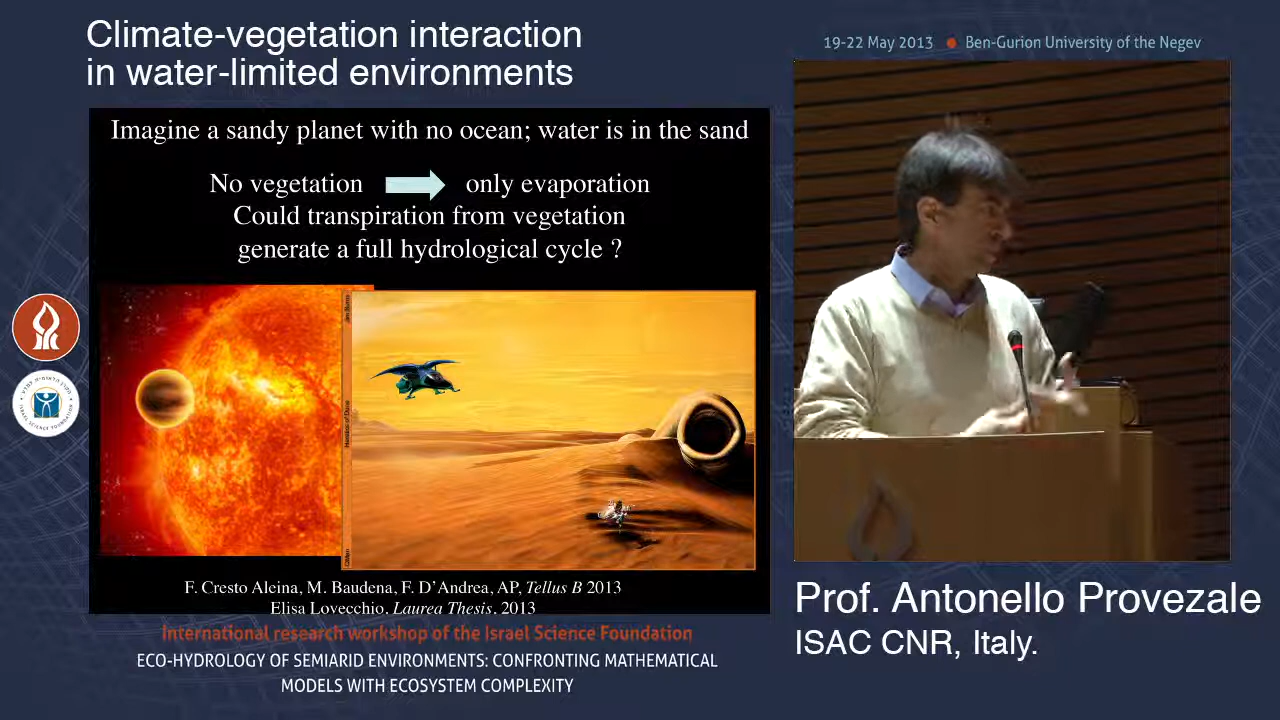 Climate-vegetation interaction
in water-limited environments
19-22 May 2013 ● Ben-Gurion University of the Negev
Imagine a sandy planet with no ocean; water is in the sand
No vegetation only evaporation
Could transpiration from vegetation
generate a full hydrological cycle ?
F. Cresto Aleina, M. Baudena, F. D'Andrea, AP, Tellus B 2013
Elisa Lovecchio, Laurea Thesis, 2013
International research workshop of the Israel Science Foundation
ECO-HYDROLOGY OF SEMIARID ENVIRONMENTS: CONFRONTING MATHEMATICAL
MODELS WITH ECOSYSTEM COMPLEXITY
Prof. Antonello Provezale
ISAC CNR, Italy.